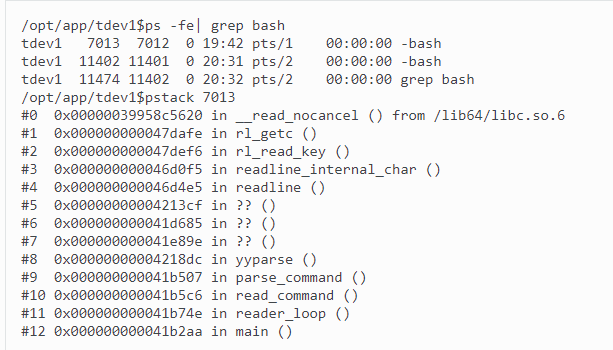 /opt/app/tdev1$ps -fe| grep bash
tdev1   7013  7012  0 19:42 pts/1    00:00:00 -bash
tdev1  11402 11401  0 20:31 pts/2    00:00:00 -bash
tdev1  11474 11402  0 20:32 pts/2    00:00:00 grep bash
/opt/app/tdev1$pstack 7013
#0  0x00000039958c5620 in __read_nocancel () from /lib64/libc.so.6
#1  0x000000000047dafe in rl_getc ()
#2  0x000000000047def6 in rl_read_key ()
#3  0x000000000046d0f5 in readline_internal_char ()
#4  0x000000000046d4e5 in readline ()
#5  0x00000000004213cf in ?? ()
#6  0x000000000041d685 in ?? ()
#7  0x000000000041e89e in ?? ()
#8  0x00000000004218dc in yyparse ()
#9  0x000000000041b507 in parse_command ()
#10 0x000000000041b5c6 in read_command ()
#11 0x000000000041b74e in reader_loop ()
#12 0x000000000041b2aa in main ()